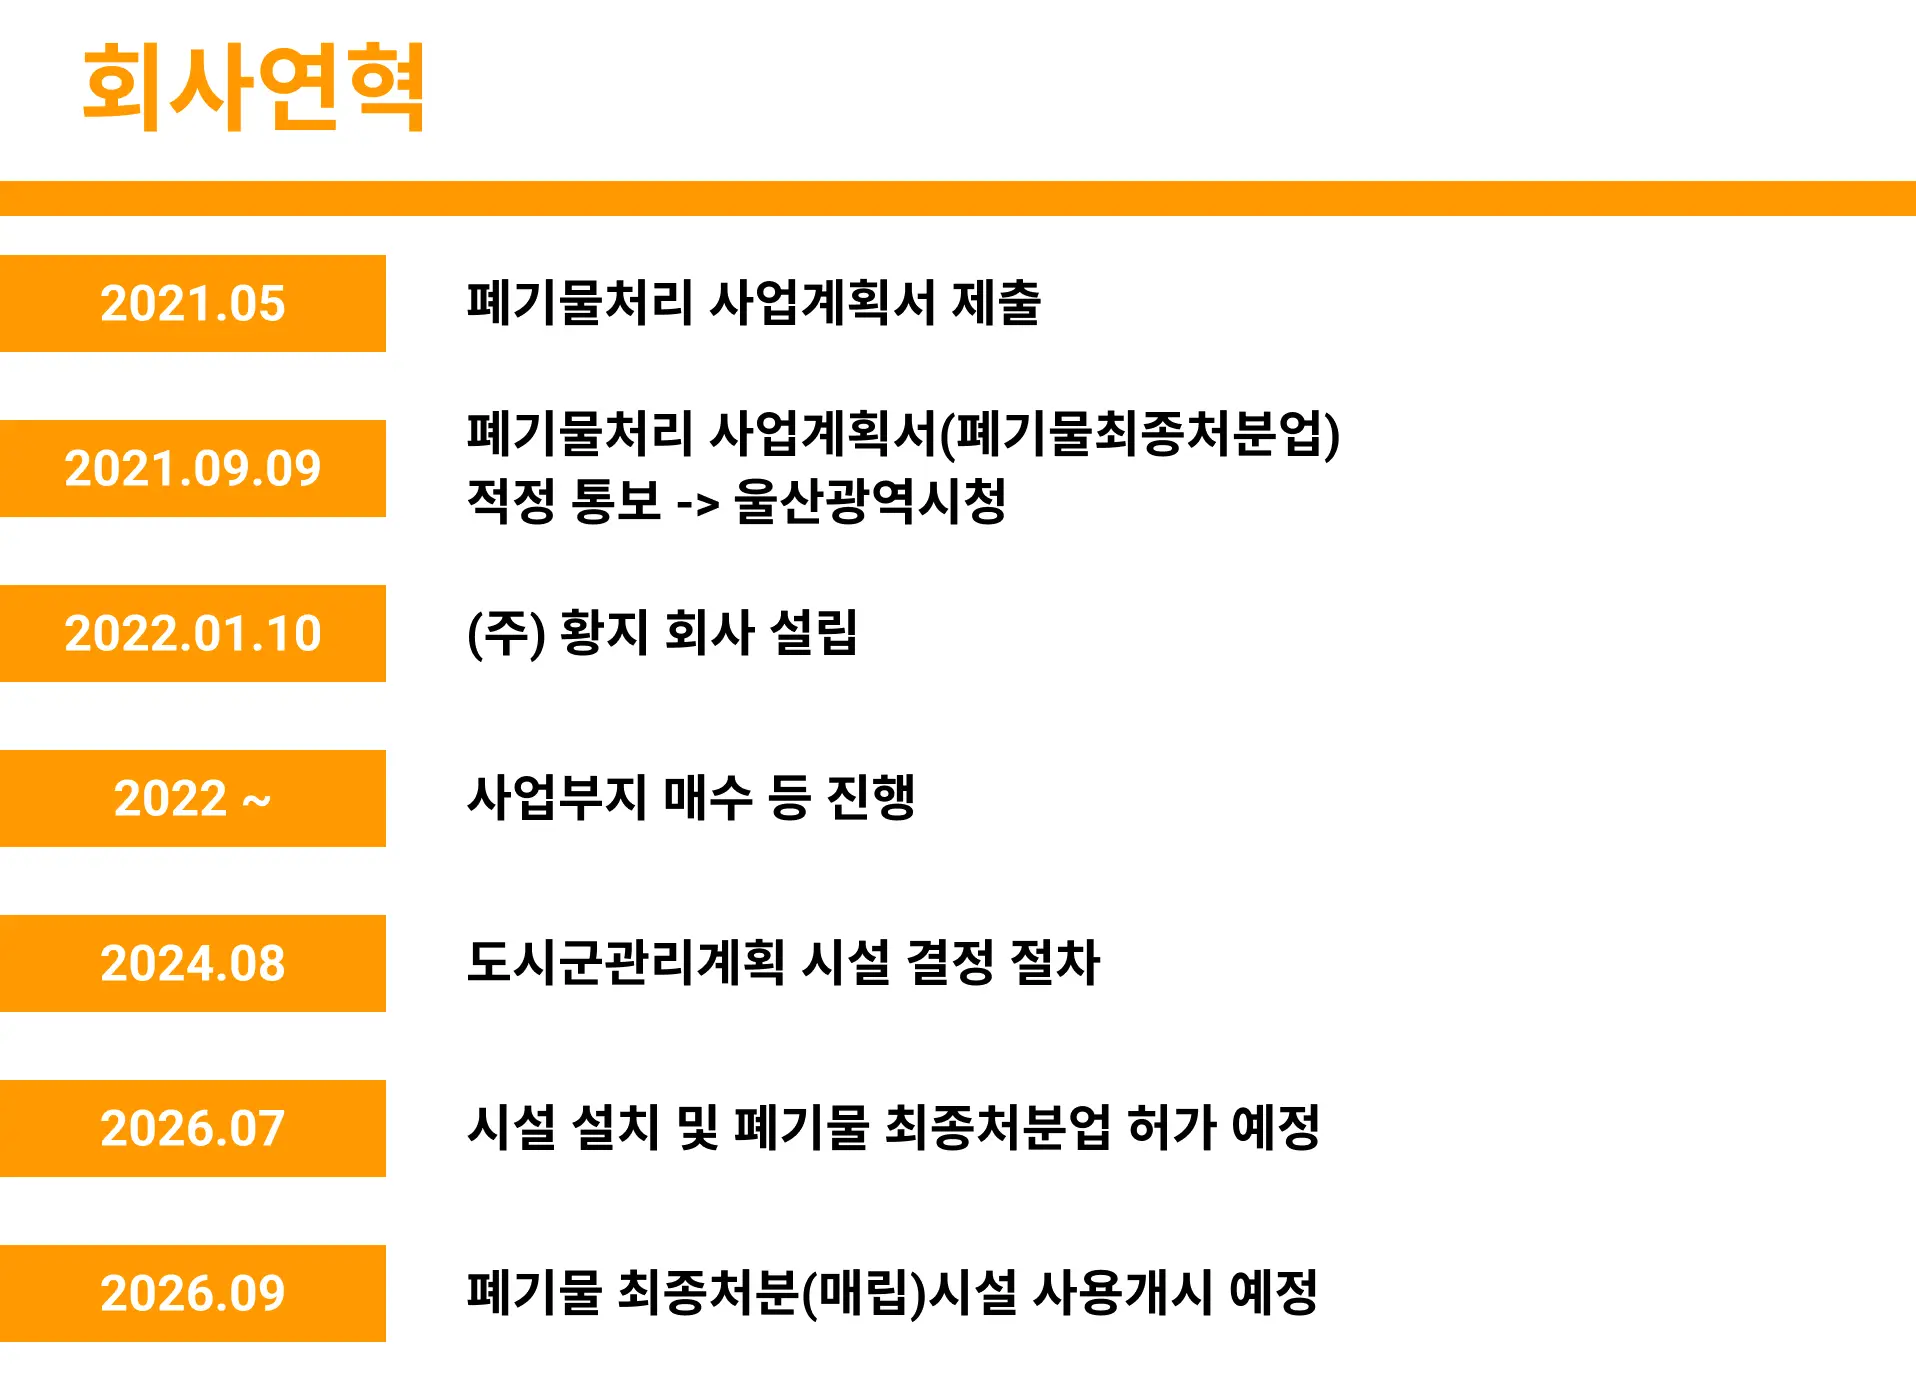 회사연혁
2021.05
폐기물처리 사업계획서 제출
2021.09.09
폐기물처리 사업계획서(폐기물최종처분업)
적정 통보 -> 울산광역시청
2022.01.10
(주) 황지 회사 설립
2022 ~
사업부지 매수 등 진행
2024.08
도시군관리계획 시설 결정 절차
2026.07
시설 설치 및 폐기물 최종처분업 허가 예정
2026.09
폐기물 최종처분(매립)시설 사용개시 예정